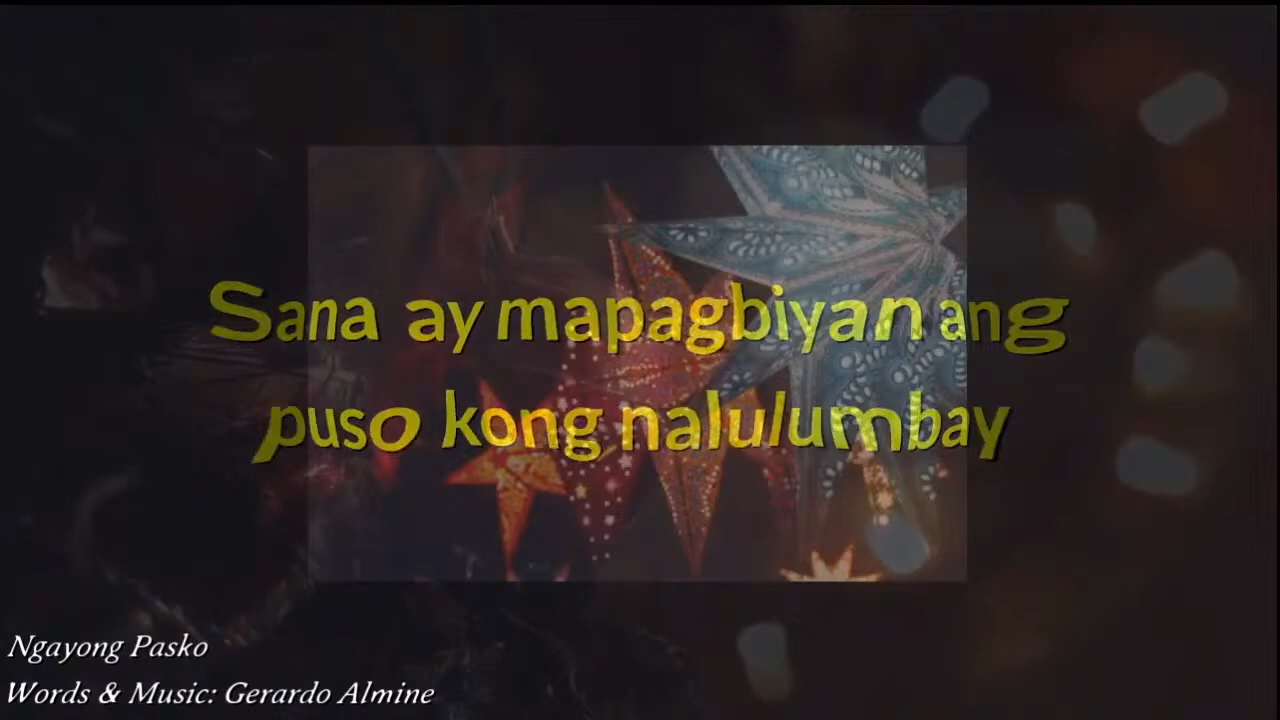 Sana ay mapagbiyan ang
puso kong nalulumbay
Ngayong Pasko
Words & Music: Gerardo Almine